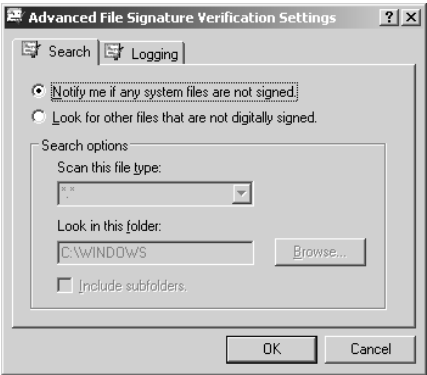 Advanced File Signature Verification Settings
Search
Logging
Notify me if any system files are not signed.
Look for other files that are not digitally signed.
Search options
Scan this file type:
*.*
Look in this folder:
C:\WINDOWS
Browse...
Include subfolders.
OK
Cancel